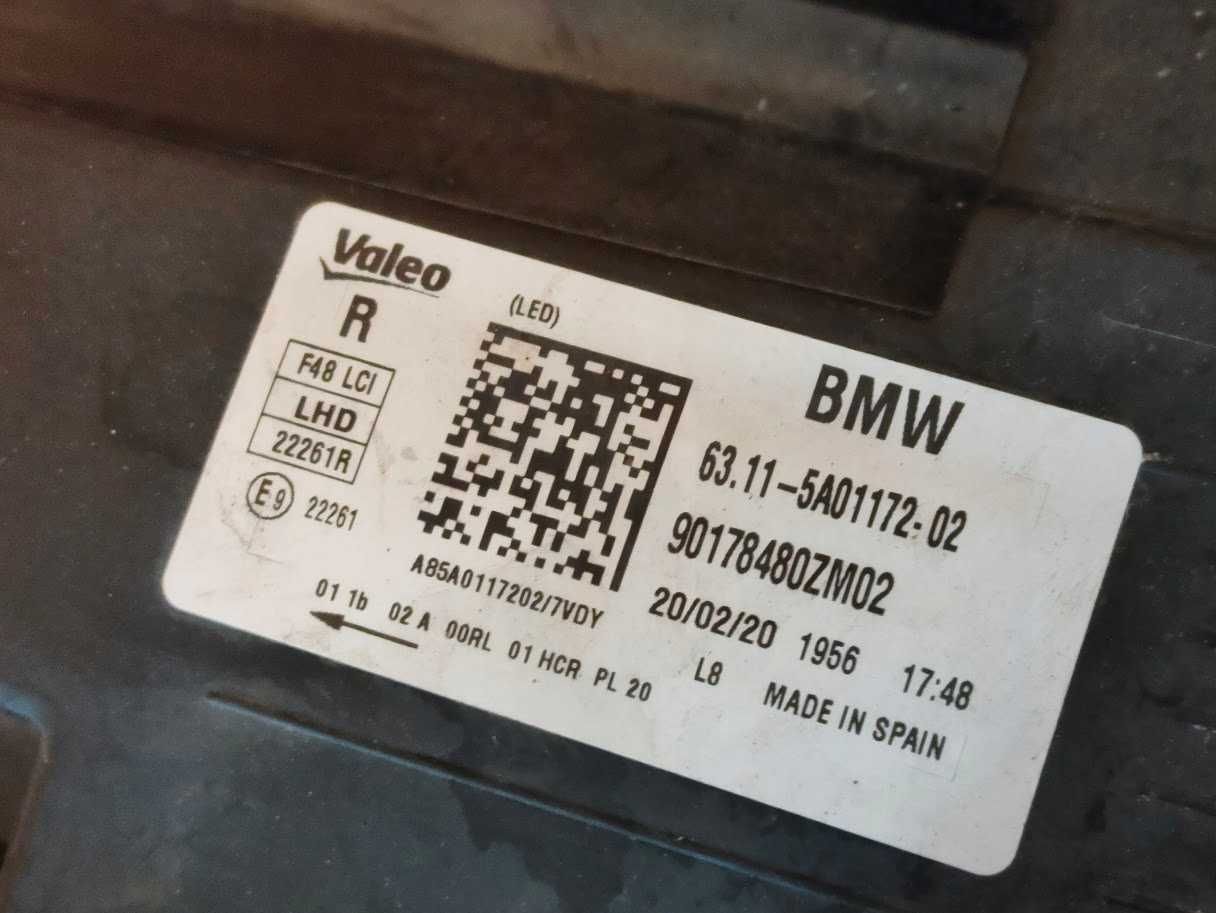 Valeo
R
(LED)
F48 LCI
LHD
22261R
E9 22261
BMW
63.11-5A01172-02
90178480ZM02
20/02/20 1956 17:48
A85A0117202/7VDY
01 1b 02 A 00RL 01 HCR PL 20
L8 MADE IN SPAIN